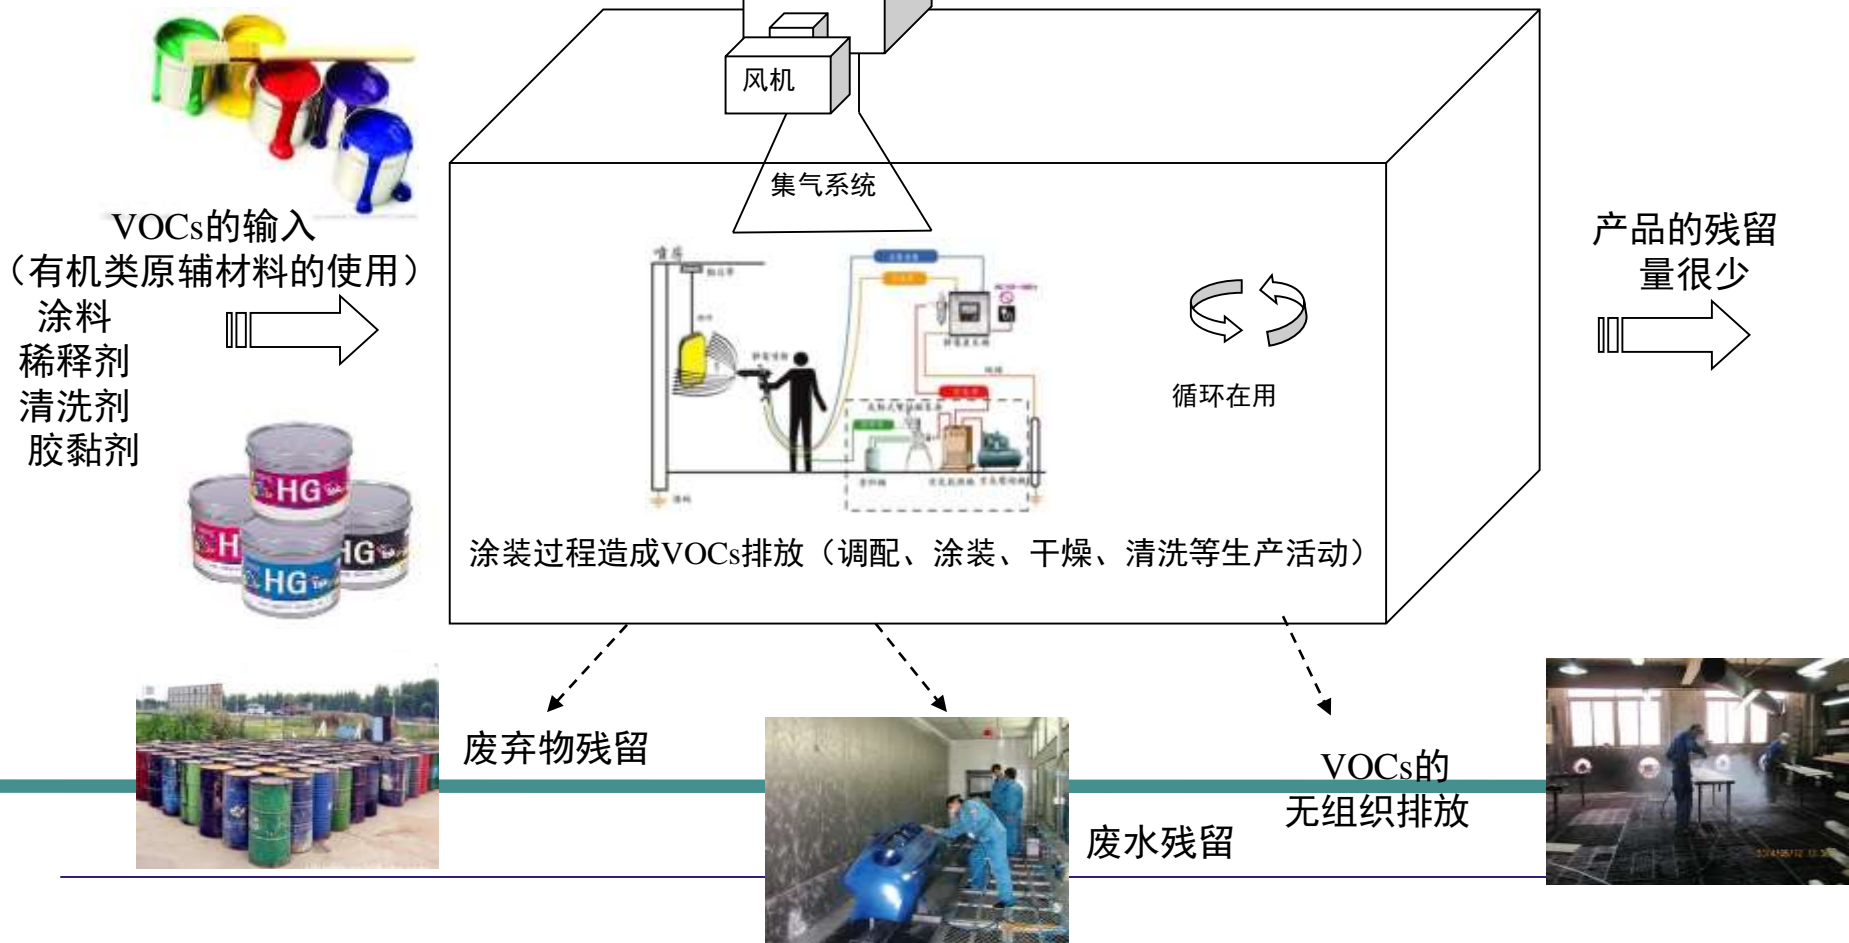 风机
集气系统
VOCs的输入
（有机类原辅材料的使用）
涂料
稀释剂
清洗剂
胶黏剂
HG
HG
HG
HG
喷房
循环在用
产品的残留
量很少
涂装过程造成VOCs排放（调配、涂装、干燥、清洗等生产活动）
废弃物残留
废水残留
VOCs的
无组织排放